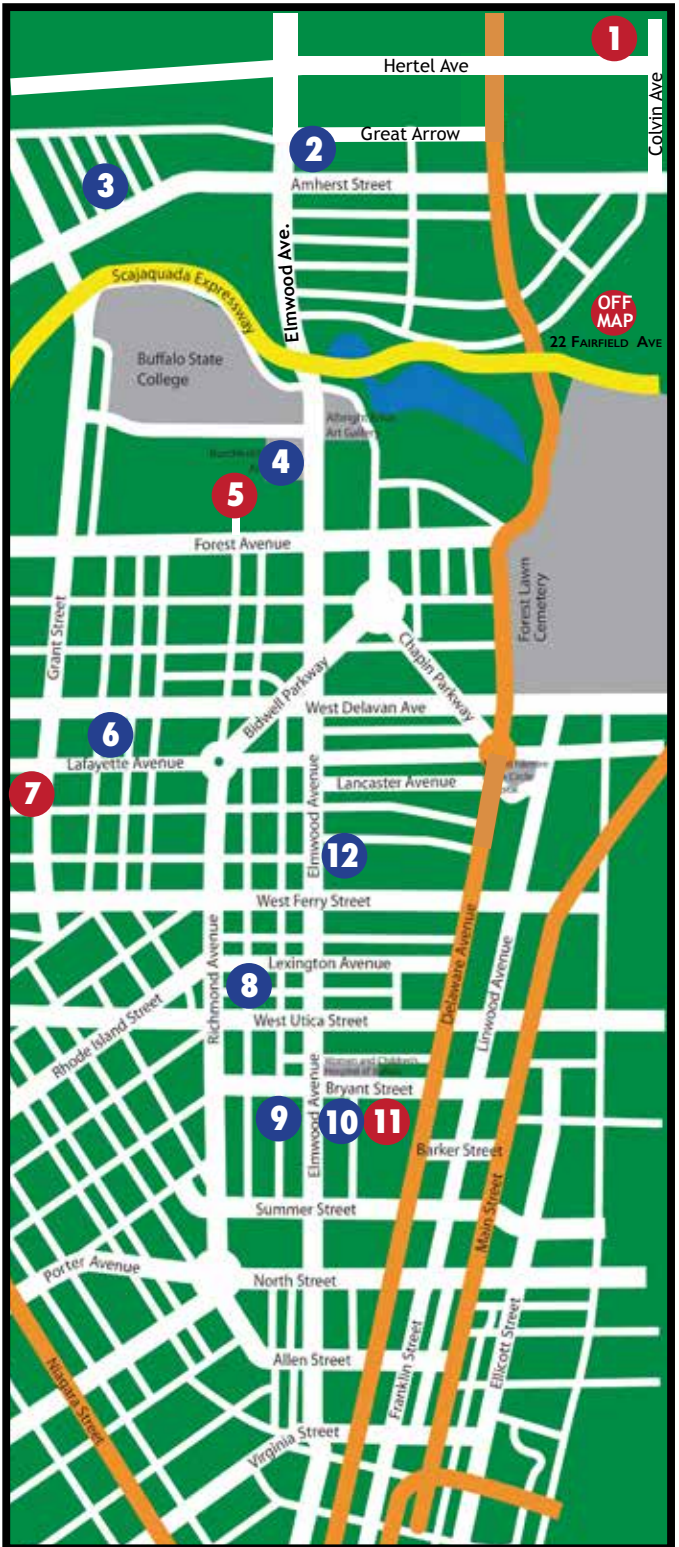 1
Hertel Ave
Colvin Ave
Great Arrow
2
Amherst Street
3
Elmwood Ave.
Scajaquada Expressway
OFF
MAP
22 Fairfield Ave
Buffalo State
College
Albright
Art Gallery
4
5
Forest Avenue
Forest Lawn
Cemetery
Grant Street
Bidwell Parkway
Chapin Parkway
West Delavan Ave
6
Lafayette Avenue
Elmwood Avenue
Lancaster Avenue
Circle
7
12
West Ferry Street
Richmond Avenue
Lexington Avenue
Delaware Avenue
Linwood Avenue
8
West Utica Street
Rhode Island Street
Women and Children's
Hospital of
Bryant Street
Elmwood Avenue
9
10
11
Barker Street
Summer Street
Main Street
Porter Avenue
North Street
Niagara Street
Allen Street
Franklin Street
Ellicott Street
Virginia Street